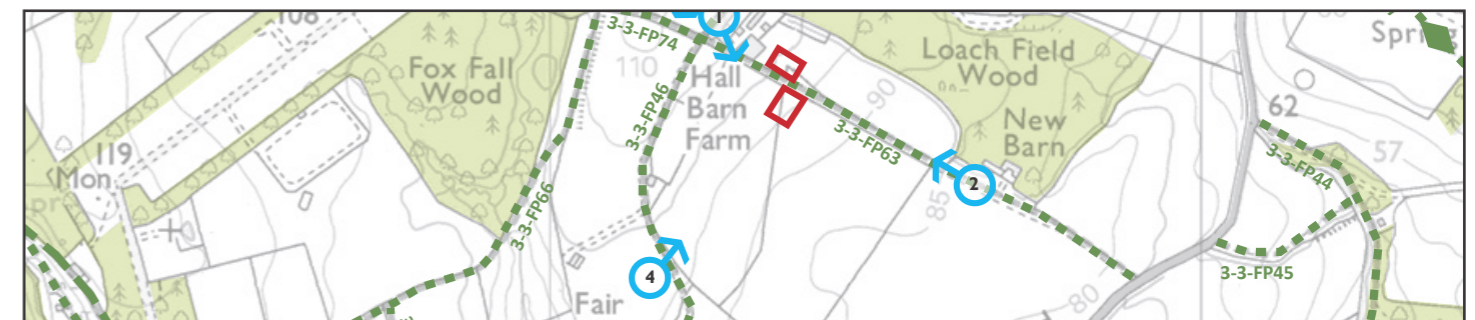 108
1
3-3-FP74
Spring
110
Fox Fall
Wood
Hall
Barn
Farm
Loach Field
Wood
90
3-3-FP46
3-3-FP63
New
Barn
62
57
119
Mon.
3-3-FP44
3-3-FP66
2
85
4
3-3-FP45
Fair
80